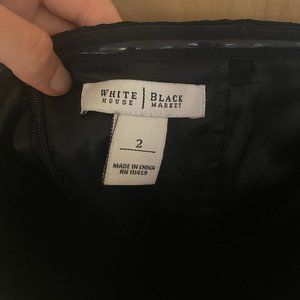 WHITE | BLACK
HOUSE | MARKET
2
MADE IN CHINA
RN 111459